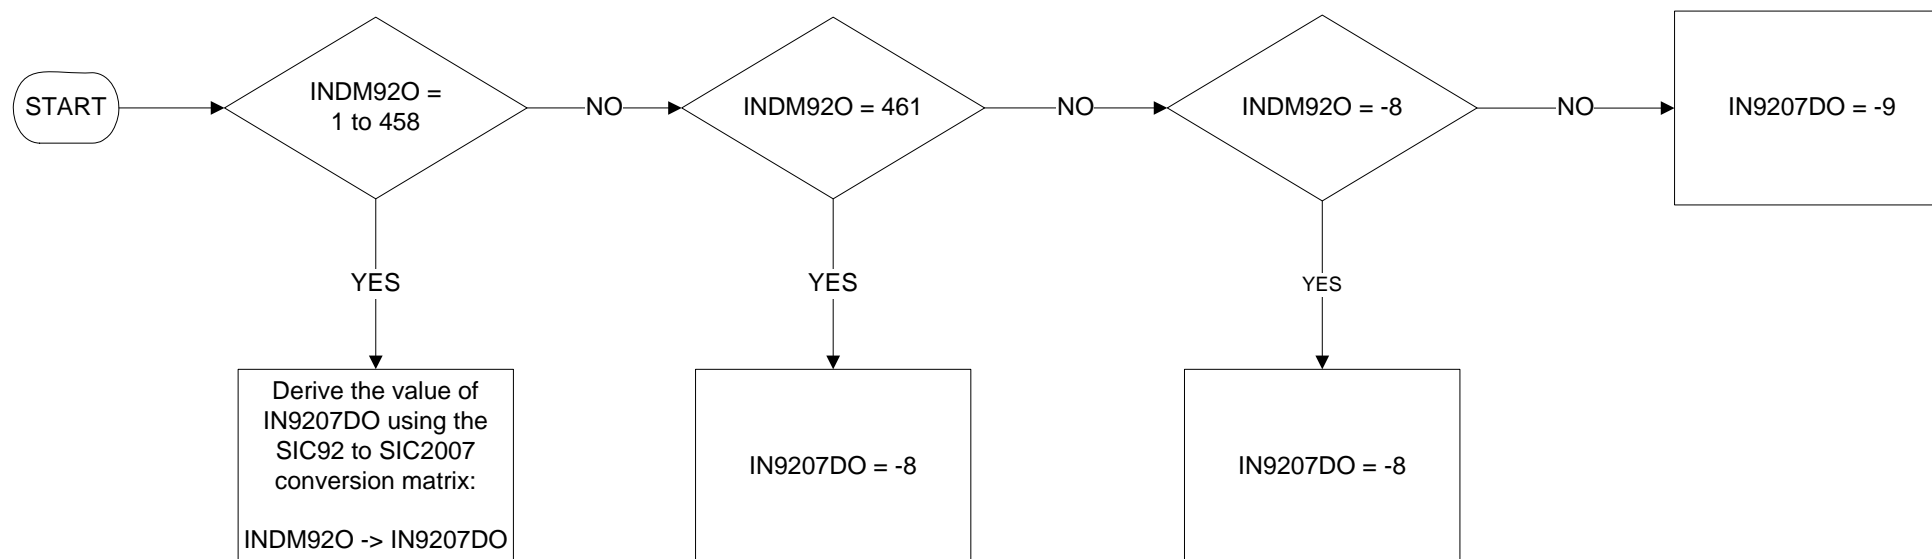 START
INDM92O =
1 to 458
NO
INDM92O = 461
NO
INDM92O = -8
NO
IN9207DO = -9
YES
YES
YES
Derive the value of
IN9207DO using the
SIC92 to SIC2007
conversion matrix:
INDM92O -> IN9207DO
IN9207DO = -8
IN9207DO = -8